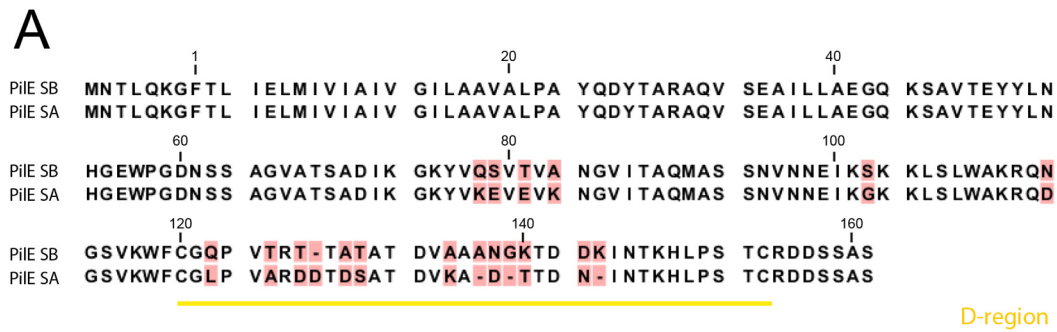 A
1 20 40
PilE SB MNTLQKGFTL IELMIVIAIV GILAAVALPA YQDYTARAQV SEAILLAEGQ KSAVTEYYLN
PilE SA MNTLQKGFTL IELMIVIAIV GILAAVALPA YQDYTARAQV SEAILLAEGQ KSAVTEYYLN
60 80 100
PilE SB HGEWPGDNSS AGVATSADIK GKYVQSVTVA NGVITAQMAS SNVNNEIKSK KLSLWAKRQN
PilE SA HGEWPGDNSS AGVATSADIK GKYVKEVEVK NGVITAQMAS SNVNNEIKGK KLSLWAKRQD
120 140 160
PilE SB GSVKWFCGQP VTRT-TATAT DVAAANGKTD DKINTKHLPS TCRDDSSAS
PilE SA GSVKWFCGLP VARDDTDSAT DVKA-D-TTD N-INTKHLPS TCRDDSSAS
D-region